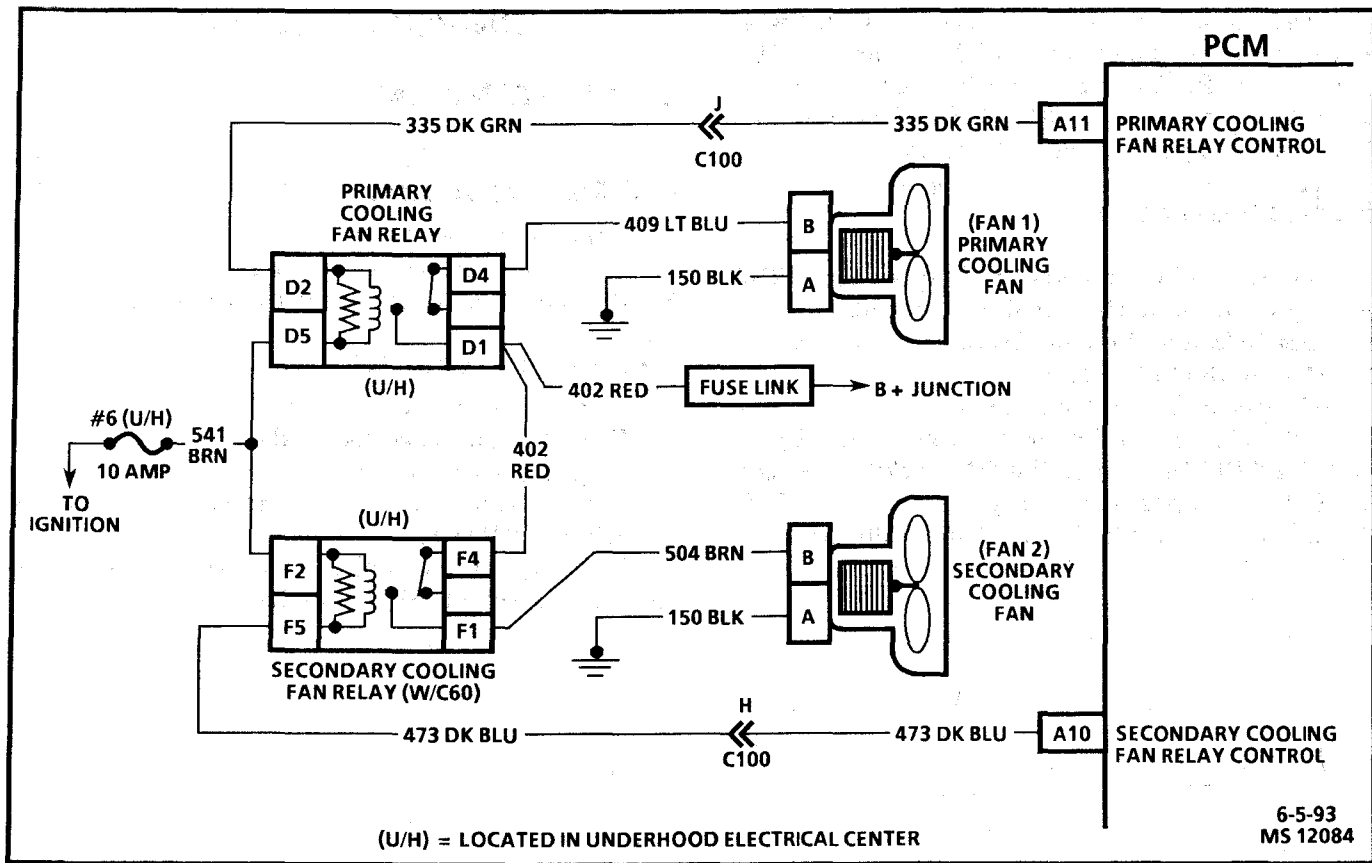 PCM
J
335 DK GRN
335 DK GRN
A11
PRIMARY COOLING
FAN RELAY CONTROL
C100
PRIMARY
COOLING
FAN RELAY
409 LT BLU
B
(FAN 1)
PRIMARY
COOLING
FAN
150 BLK
A
D2
D4
D5
D1
(U/H)
402 RED
FUSE LINK
B + JUNCTION
#6 (U/H)
541
BRN
10 AMP
TO
IGNITION
402
RED
(U/H)
F2
F4
F5
F1
504 BRN
B
(FAN 2)
SECONDARY
COOLING
FAN
150 BLK
A
SECONDARY COOLING
FAN RELAY (W/C60)
H
473 DK BLU
473 DK BLU
A10
SECONDARY COOLING
FAN RELAY CONTROL
C100
(U/H) = LOCATED IN UNDERHOOD ELECTRICAL CENTER
6-5-93
MS 12084